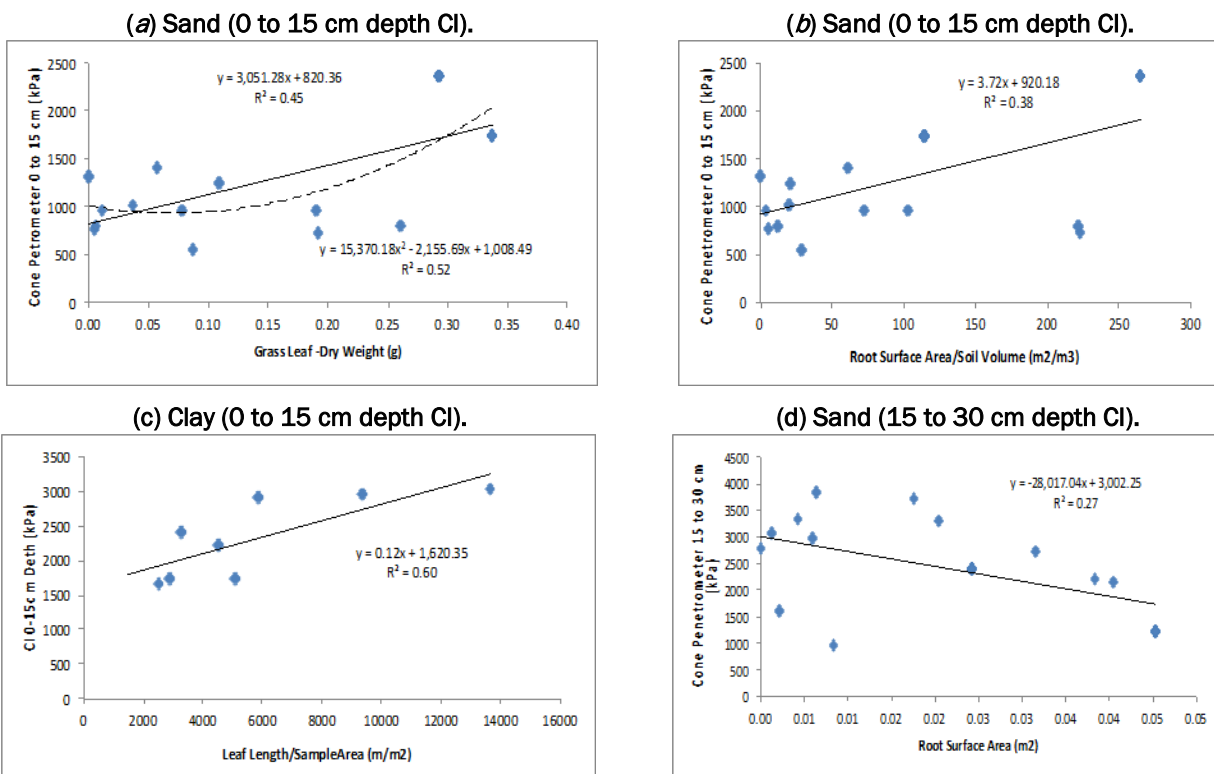 (a) Sand (0 to 15 cm depth CI).
Cone Petrometer 0 to 15 cm (kPa)
2500
2000
1500
1000
500
0
y = 3,051.28x + 820.36
R² = 0.45
y = 15,370.18x² - 2,155.69x + 1,008.49
R² = 0.52
0.00 0.05 0.10 0.15 0.20 0.25 0.30 0.35 0.40
Grass Leaf -Dry Weight (g)
(b) Sand (0 to 15 cm depth CI).
Cone Penetrometer 0 to 15 cm (kPa)
2500
2000
1500
1000
500
0
y = 3.72x + 920.18
R² = 0.38
0 50 100 150 200 250 300
Root Surface Area/Soil Volume (m2/m3)
(c) Clay (0 to 15 cm depth CI).
CI 0-15c m Deth (kPa)
3500
3000
2500
2000
1500
1000
500
0
y = 0.12x + 1,620.35
R² = 0.60
0 2000 4000 6000 8000 10000 12000 14000 16000
Leaf Length/SampleArea (m/m2)
(d) Sand (15 to 30 cm depth CI).
Cone Penetrometer 15 to 30 cm
(kPa)
4500
4000
3500
3000
2500
2000
1500
1000
500
0
y = -28,017.04x + 3,002.25
R² = 0.27
0.00 0.01 0.01 0.02 0.02 0.03 0.03 0.04 0.04 0.05 0.05
Root Surface Area (m2)